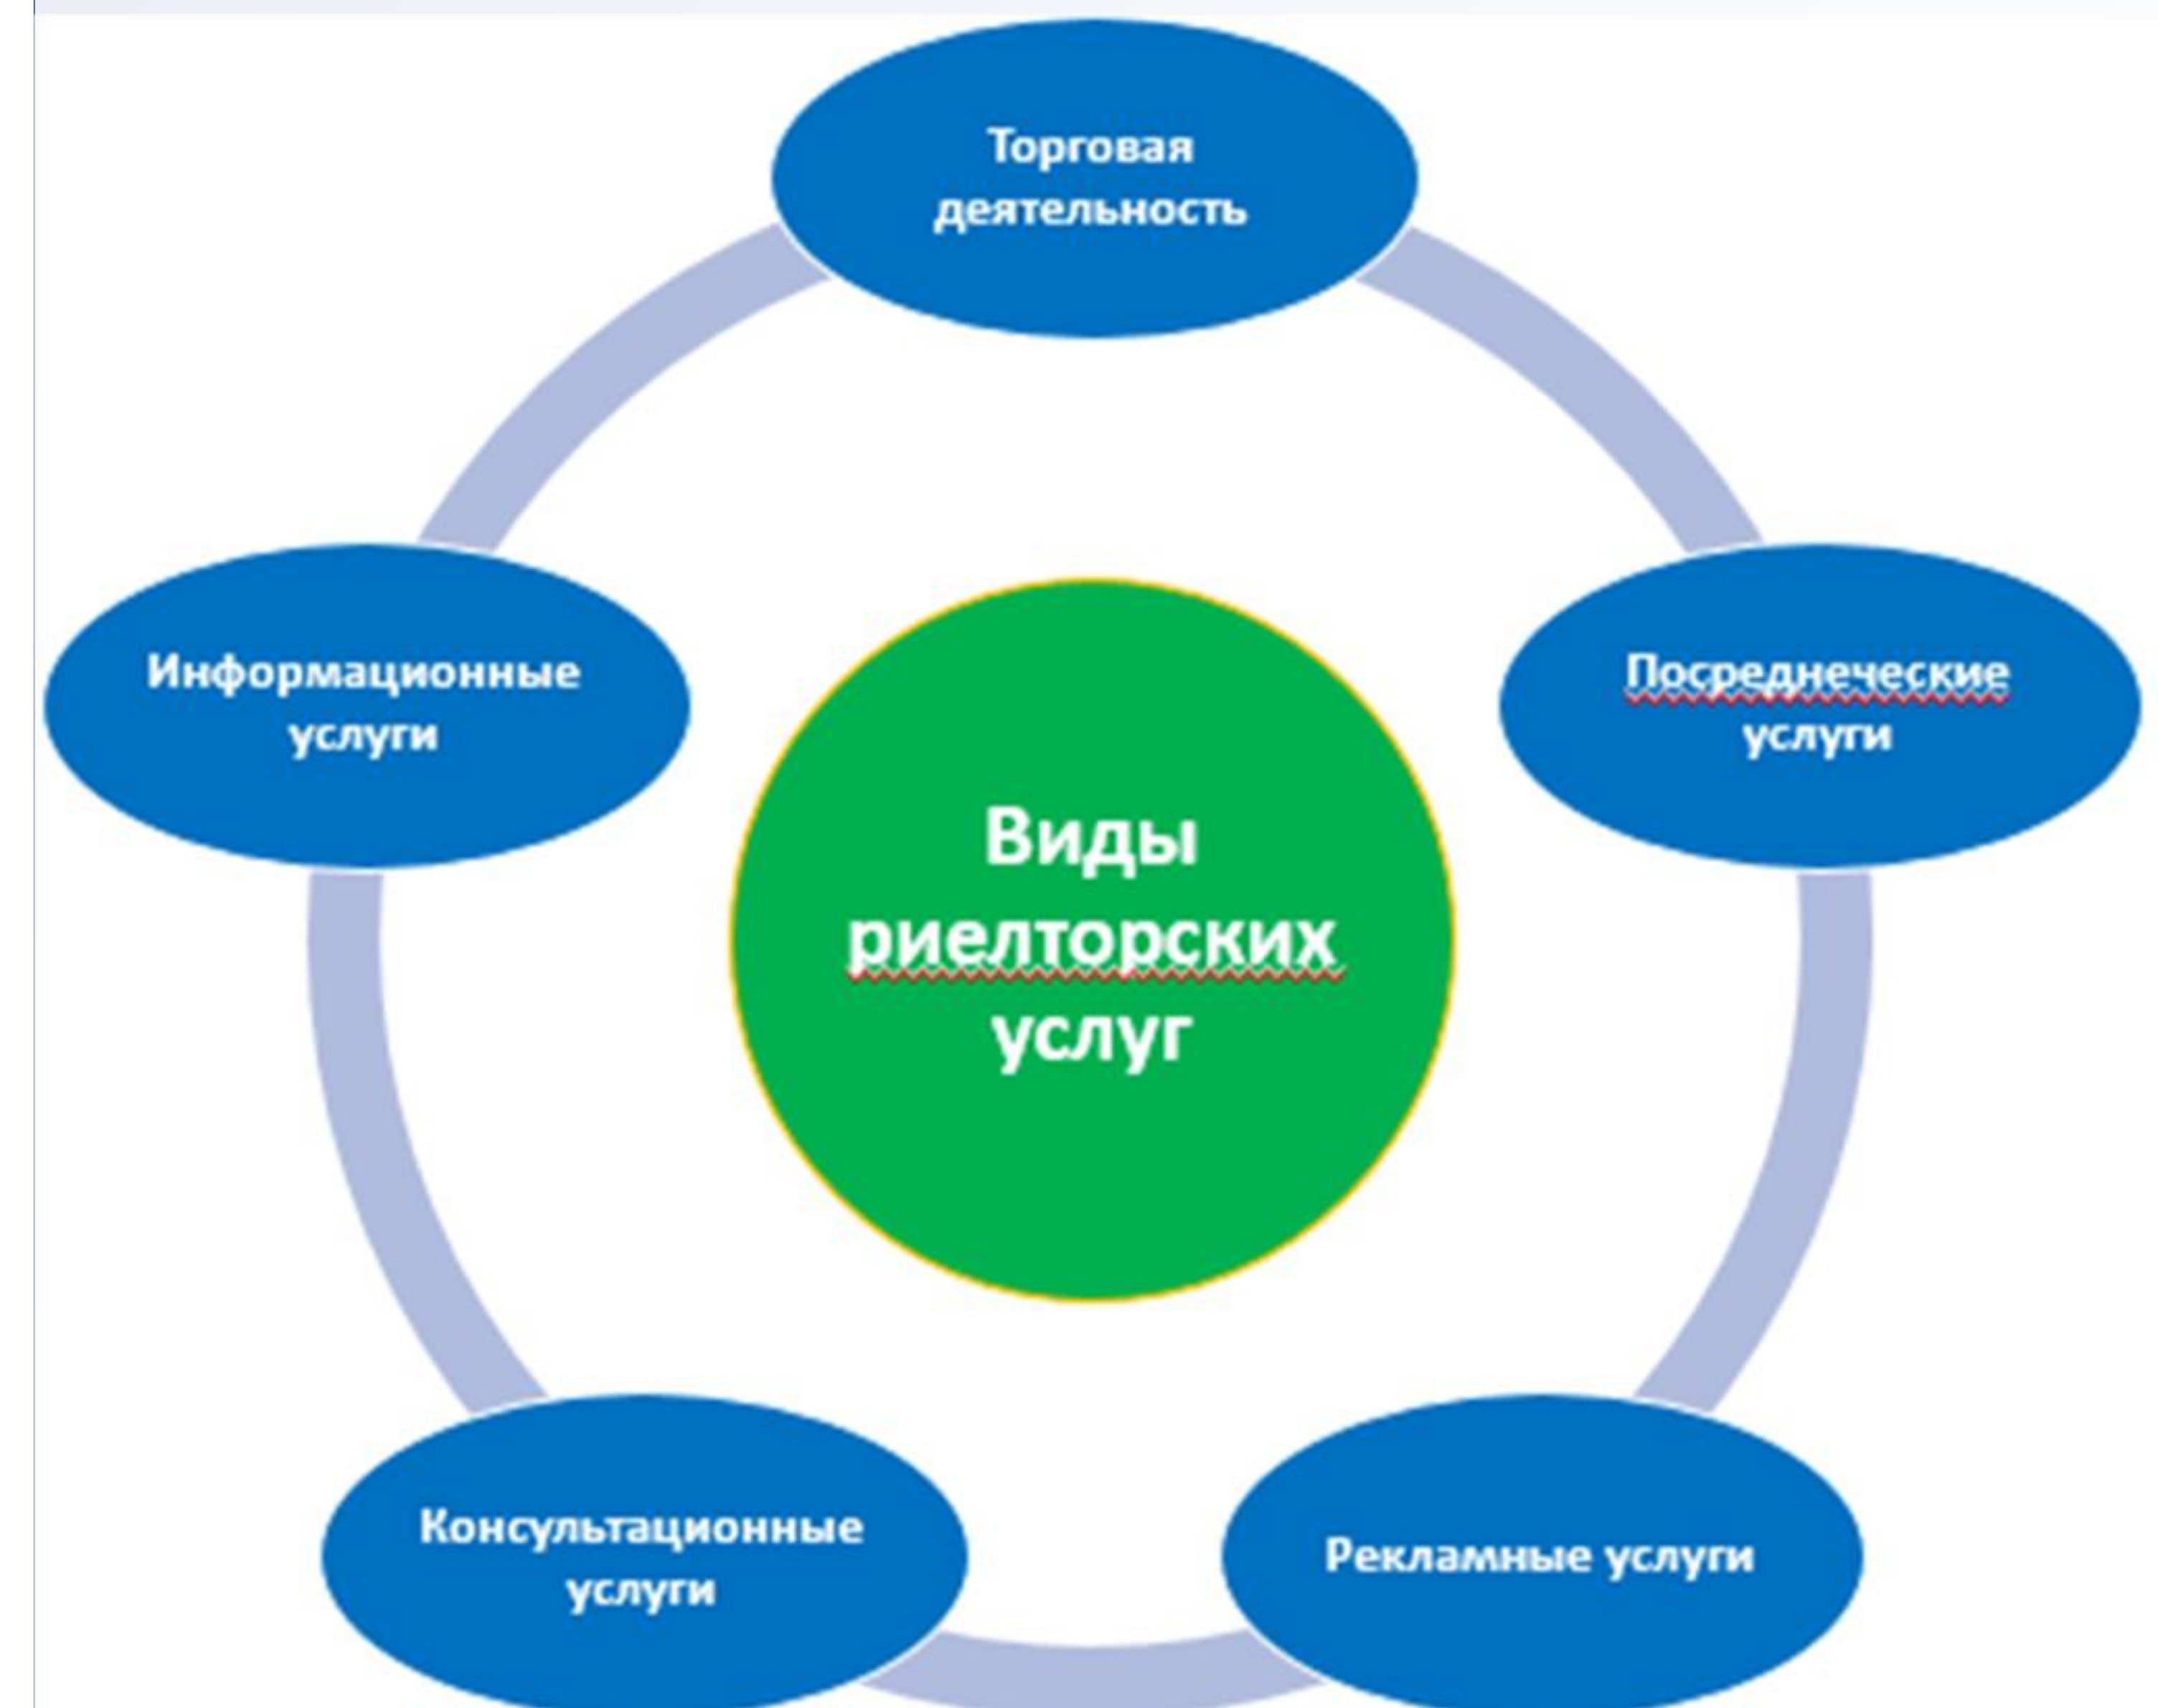 Торговая
деятельность
Информационные
услуги
Посреднеческие
услуги
Виды
риелторских
услуг
Консультационные
услуги
Рекламные услуги